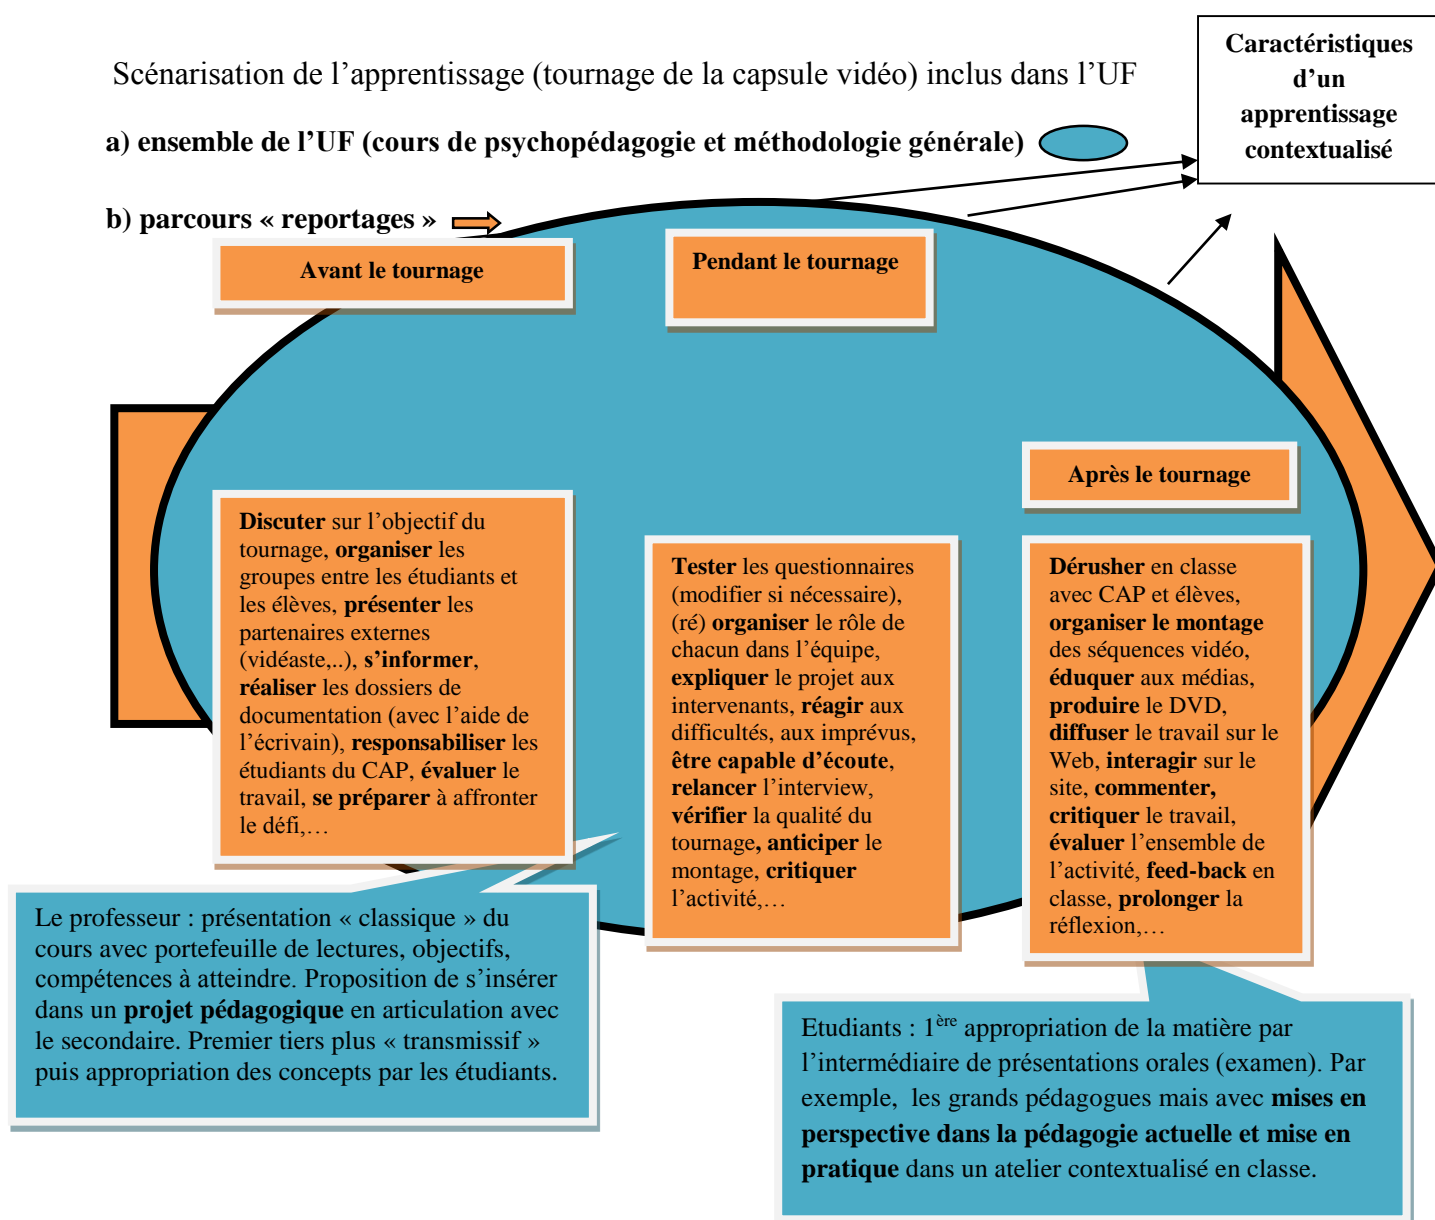 Scénarisation de l’apprentissage (tournage de la capsule vidéo) inclus dans l’UF
Caractéristiques
d’un
apprentissage
contextualisé
a) ensemble de l’UF (cours de psychopédagogie et méthodologie générale)
b) parcours « reportages »
Avant le tournage
Pendant le tournage
Après le tournage
Discuter sur l’objectif du
tournage, organiser les
groupes entre les étudiants et
les élèves, présenter les
partenaires externes
(vidéaste,..), s’informer,
réaliser les dossiers de
documentation (avec l’aide de
l’écrivain), responsabiliser les
étudiants du CAP, évaluer le
travail, se préparer à affronter
le défi,…
Tester les questionnaires
(modifier si nécessaire),
(ré) organiser le rôle de
chacun dans l’équipe,
expliquer le projet aux
intervenants, réagir aux
difficultés, aux imprévus,
être capable d’écoute,
relancer l’interview,
vérifier la qualité du
tournage, anticiper le
montage, critiquer
l’activité,…
Dérusher en classe
avec CAP et élèves,
organiser le montage
des séquences vidéo,
éduquer aux médias,
produire le DVD,
diffuser le travail sur le
Web, interagir sur le
site, commenter,
critiquer le travail,
évaluer l’ensemble de
l’activité, feed-back en
classe, prolonger la
réflexion,…
Le professeur : présentation « classique » du
cours avec portefeuille de lectures, objectifs,
compétences à atteindre. Proposition de s’insérer
dans un projet pédagogique en articulation avec
le secondaire. Premier tiers plus « transmissif »
puis appropriation des concepts par les étudiants.
Etudiants : 1ère appropriation de la matière par
l’intermédiaire de présentations orales (examen). Par
exemple, les grands pédagogues mais avec mises en
perspective dans la pédagogie actuelle et mise en
pratique dans un atelier contextualisé en classe.